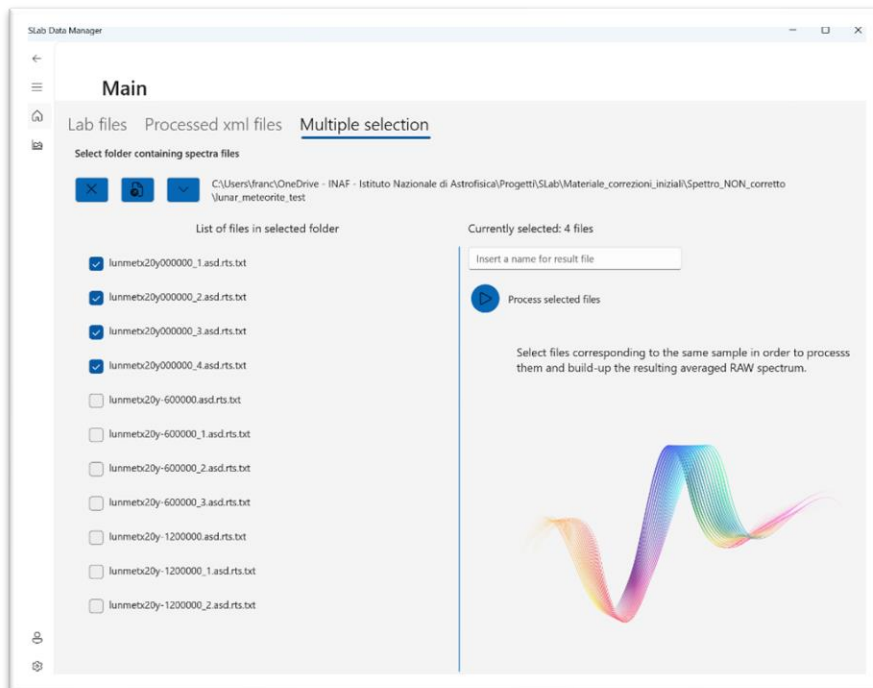 SLab Data Manager
Main
Lab files Processed xml files Multiple selection
Select folder containing spectra files
C:\Users\franc\OneDrive - INAF - Istituto Nazionale di Astrofisica\Progetti\SLab\Materiale_correzioni_iniziali\Spettro_NON_corretto
\lunar_meteorite_test
List of files in selected folder
lunmetx20y000000_1.asd.rts.txt
lunmetx20y000000_2.asd.rts.txt
lunmetx20y000000_3.asd.rts.txt
lunmetx20y000000_4.asd.rts.txt
lunmetx20y-600000.asd.rts.txt
lunmetx20y-600000_1.asd.rts.txt
lunmetx20y-600000_2.asd.rts.txt
lunmetx20y-600000_3.asd.rts.txt
lunmetx20y-1200000.asd.rts.txt
lunmetx20y-1200000_1.asd.rts.txt
lunmetx20y-1200000_2.asd.rts.txt
Currently selected: 4 files
Insert a name for result file
Process selected files
Select files corresponding to the same sample in order to processs
them and build-up the resulting averaged RAW spectrum.